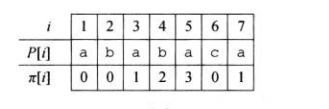 i 1 2 3 4 5 6 7
P[i] a b a b a c a
π[i] 0 0 1 2 3 0 1